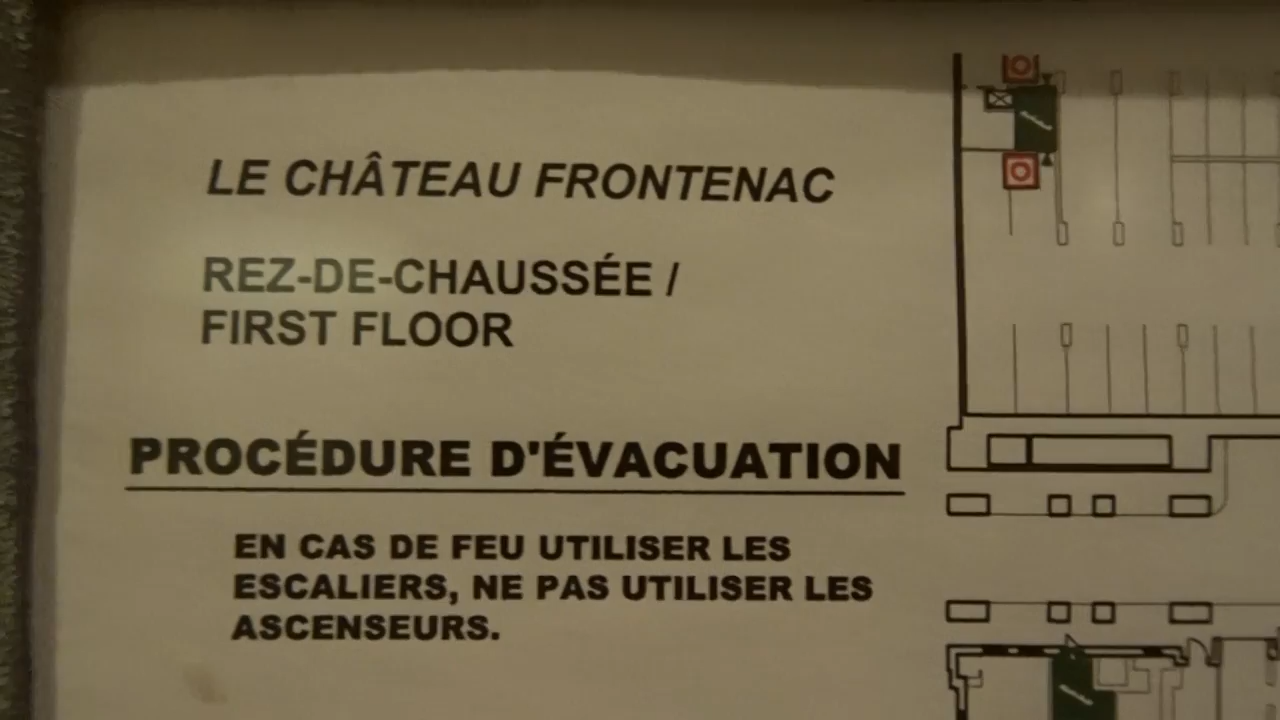 LE CHÂTEAU FRONTENAC
REZ-DE-CHAUSSÉE /
FIRST FLOOR
PROCÉDURE D'ÉVACUATION
EN CAS DE FEU UTILISER LES
ESCALIERS, NE PAS UTILISER LES
ASCENSEURS.